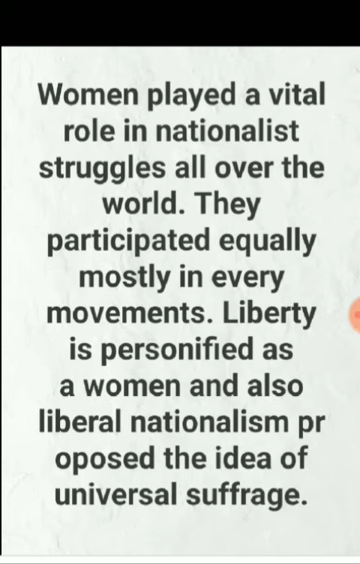 Women played a vital
role in nationalist
struggles all over the
world. They
participated equally
mostly in every
movements. Liberty
is personified as
a women and also
liberal nationalism pr
oposed the idea of
universal suffrage.